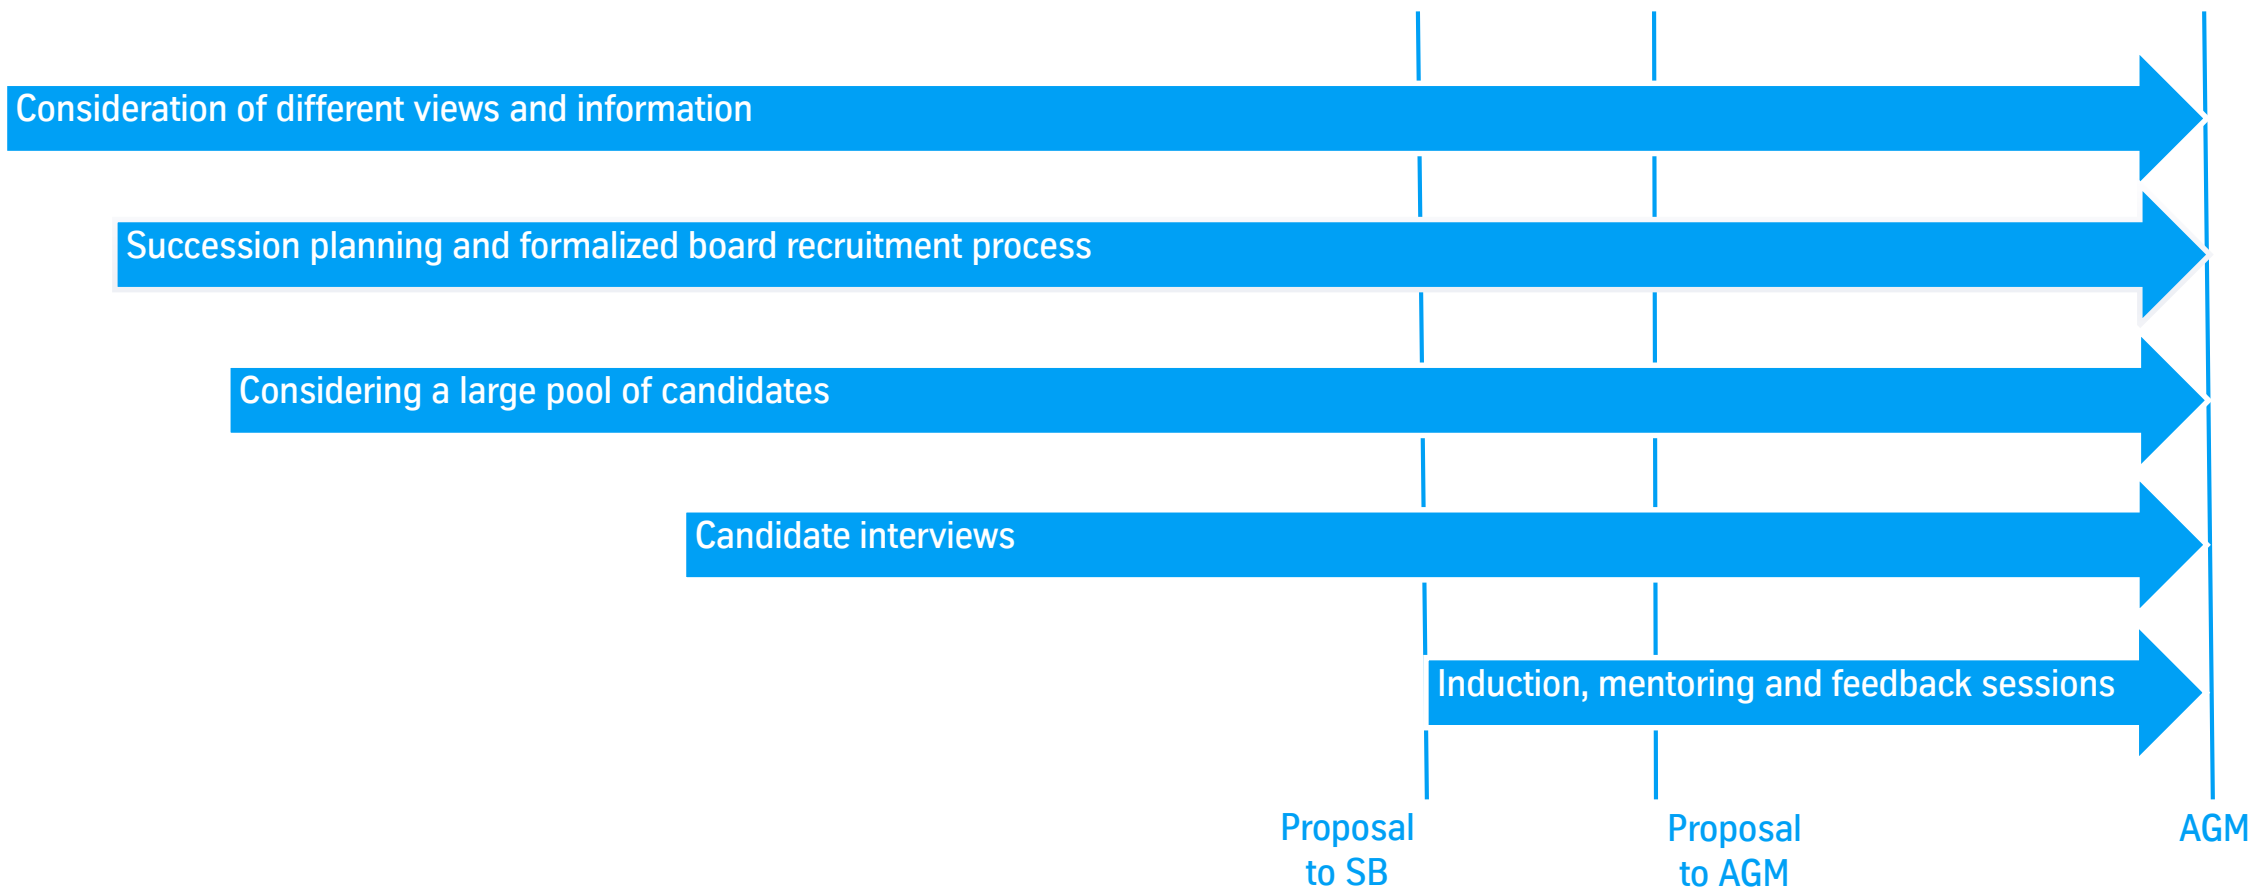 Consideration of different views and information
Succession planning and formalized board recruitment process
Considering a large pool of candidates
Candidate interviews
Induction, mentoring and feedback sessions
Proposal
to SB
Proposal
to AGM
AGM